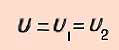 U = U₁ = U₂